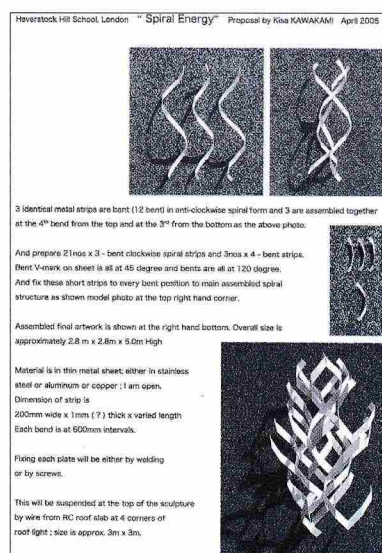 Haverstock Hill School, London " Spiral Energy" Proposal by Kisa KAWAKAMI April 2005
3 identical metal strips are bent (12 bent) in anti-clockwise spiral form and 3 are assembled together
at the 4th bend from the top and at the 3rd from the bottom as the above photo.
And prepare 21nos x 3 - bent clockwise spiral strips and 3nos x 4 - bent strips.
Bent V-mark on sheet is all at 45 degree and bents are all at 120 degree.
And fix these short strips to every bent position to main assembled spiral
structure as shown model photo at the top right hand corner.
Assembled final artwork is shown at the right hand bottom. Overall size is
approximately 2.8 m x 2.8m x 5.0m High
Material is in thin metal sheet; either in stainless
steel or aluminum or copper ; I am open.
Dimension of strip is
200mm wide x 1mm ( ? ) thick x varied length
Each bend is at 600mm intervals.
Fixing each plate will be either by welding
or by screws.
This will be suspended at the top of the sculpture
by wire from RC roof slab at 4 corners of
roof light ; size is approx. 3m x 3m.